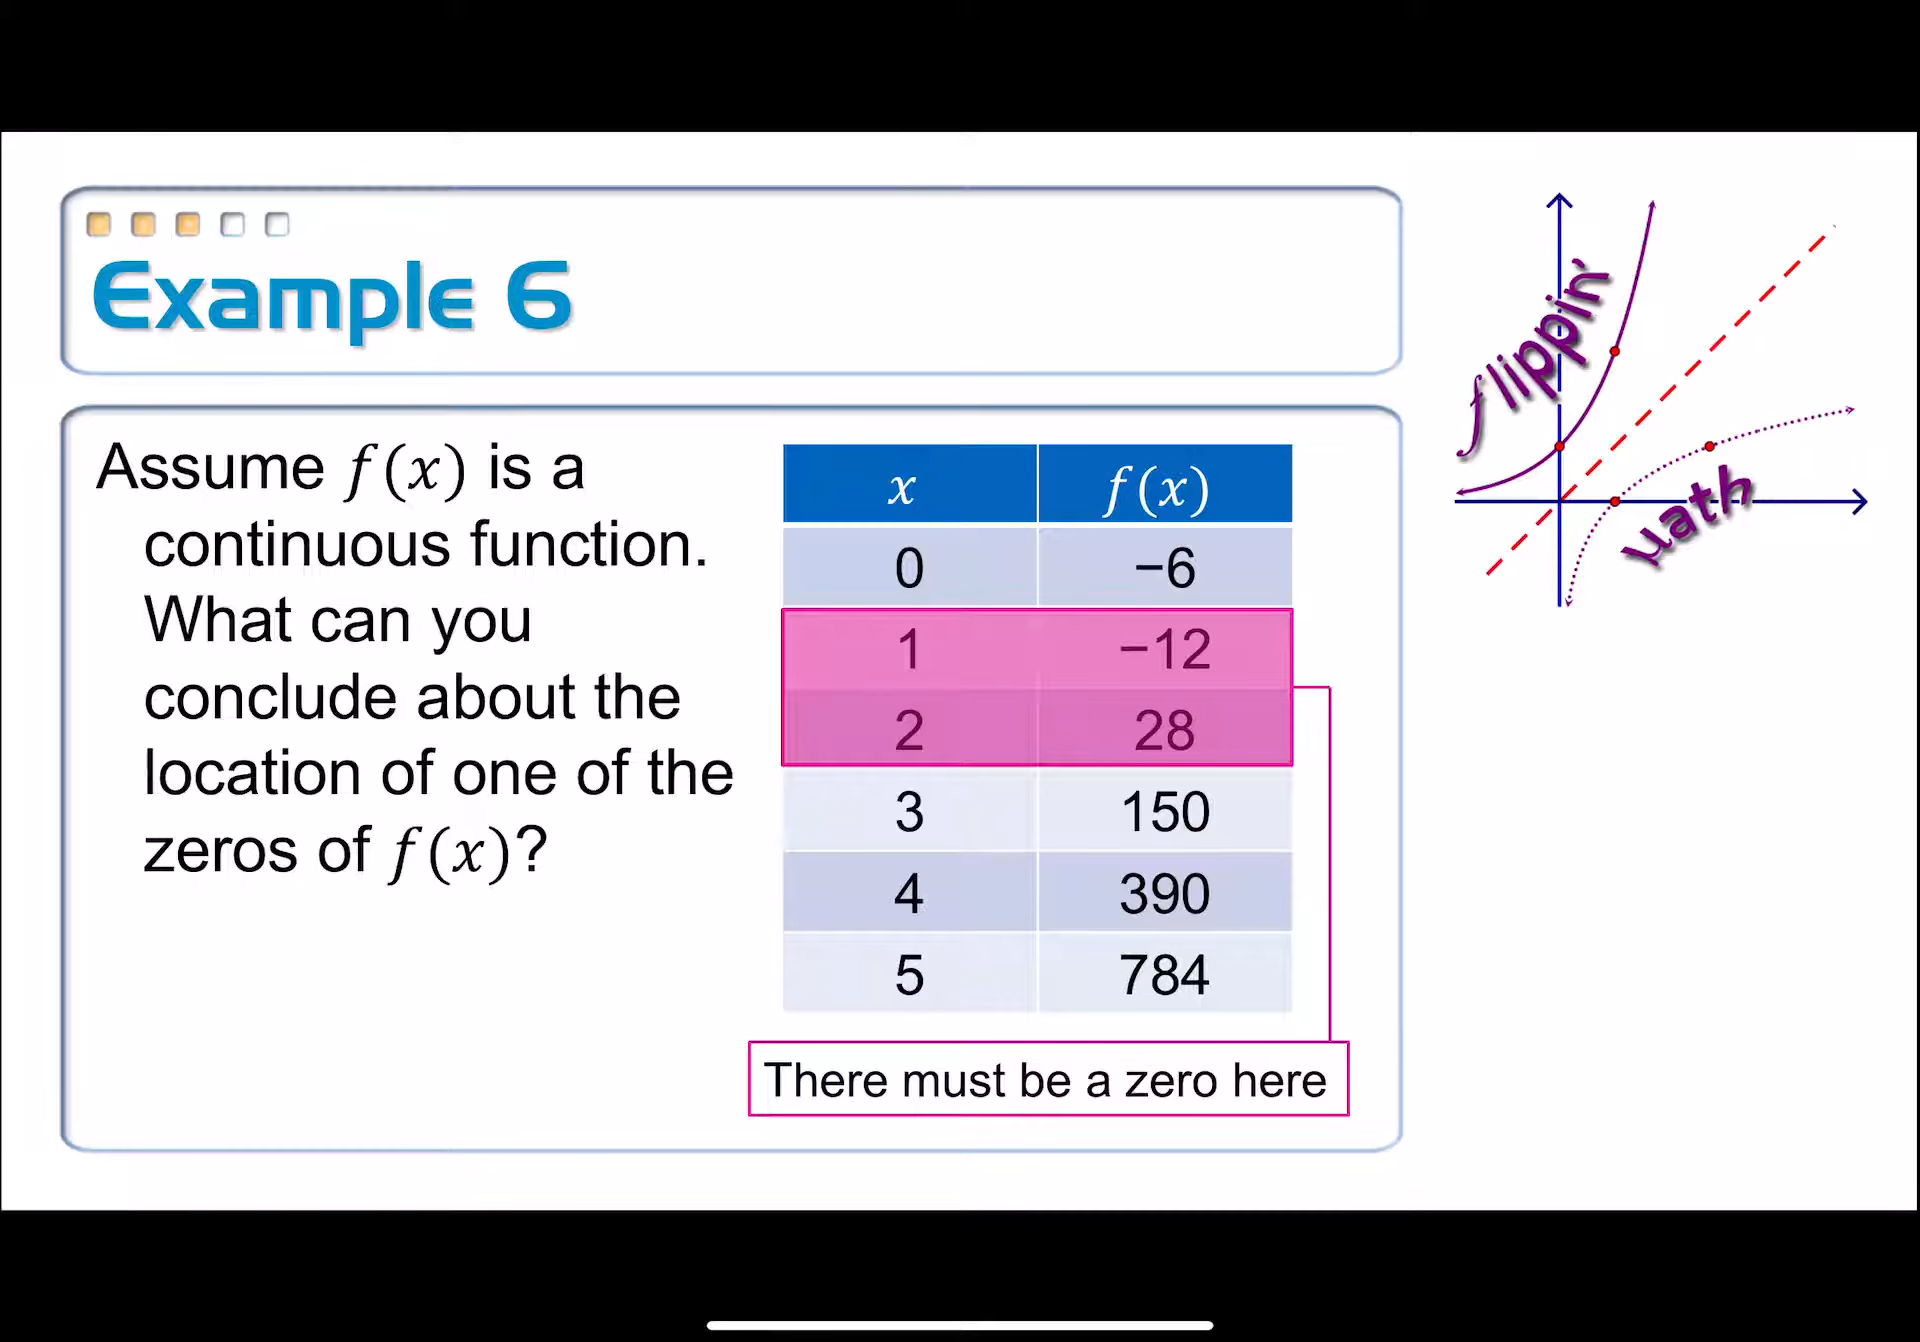 Example 6
Assume f(x) is a
continuous function.
What can you
conclude about the
location of one of the
zeros of f(x)?
x f(x)
0 −6
1 −12
2 28
3 150
4 390
5 784
There must be a zero here
flippin'
math